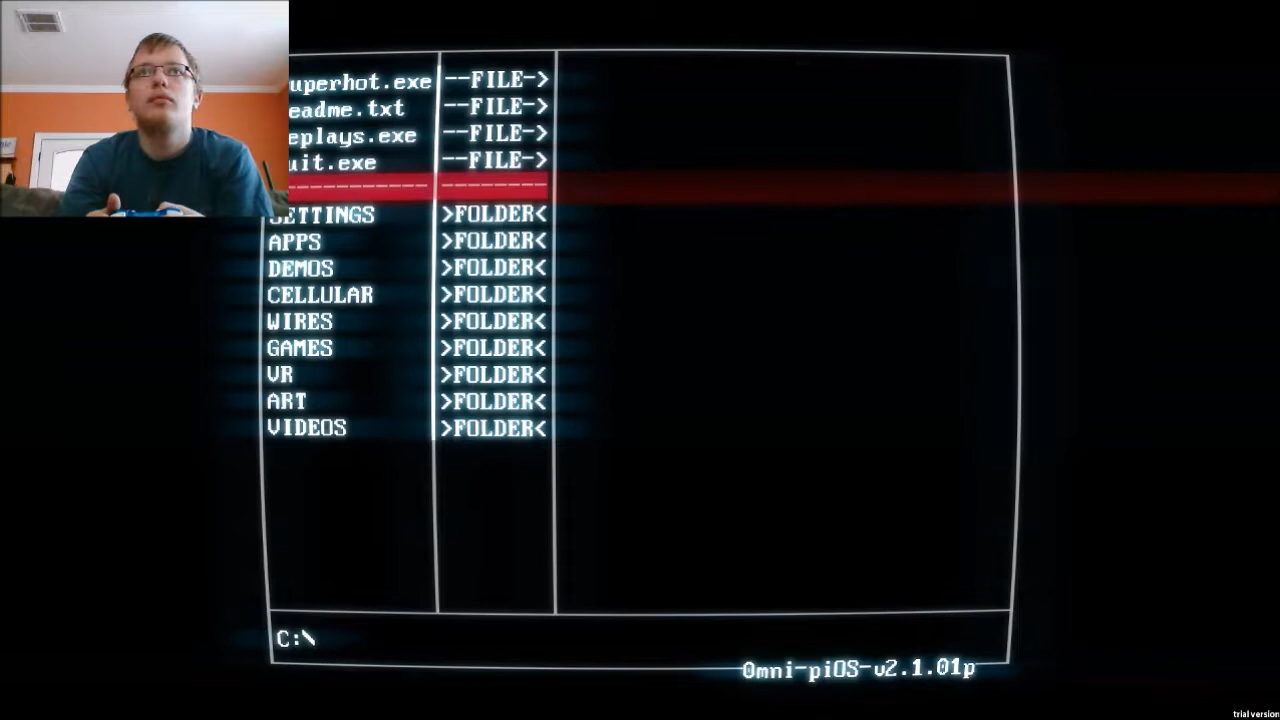 uperhot.exe --FILE->
eadme.txt --FILE->
eplays.exe --FILE->
uit.exe --FILE->
-------------- ---------
SETTINGS >FOLDER<
APPS >FOLDER<
DEMOS >FOLDER<
CELLULAR >FOLDER<
WIRES >FOLDER<
GAMES >FOLDER<
VR >FOLDER<
ART >FOLDER<
VIDEOS >FOLDER<
C:\
Omni-piOS-v2.1.01p
trial version